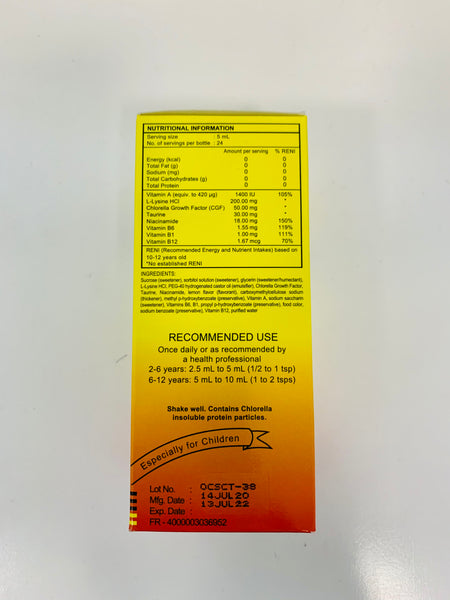 NUTRITIONAL INFORMATION
Serving size : 5 mL
No. of servings per bottle : 24
Amount per serving % RENI
Energy (kcal) 0 0
Total Fat (g) 0 0
Sodium (mg) 0 0
Total Carbohydrates (g) 0 0
Total Protein 0 0
Vitamin A (equiv. to 420 µg) 1400 IU 105%
L-Lysine HCl 200.00 mg *
Chlorella Growth Factor (CGF) 50.00 mg *
Taurine 30.00 mg *
Niacinamide 18.00 mg 150%
Vitamin B6 1.55 mg 119%
Vitamin B1 1.00 mg 111%
Vitamin B12 1.67 mcg 70%
RENI (Recommended Energy and Nutrient Intakes) based on
10-12 years old
*No established RENI
INGREDIENTS:
Sucrose (sweetener), sorbitol solution (sweetener), glycerin (sweetener/humectant),
L-Lysine HCl, PEG-40 hydrogenated castor oil (emulsifier), Chlorella Growth Factor,
Taurine, Niacinamide, lemon flavor (flavorant), carboxymethylcellulose sodium
(thickener), methyl p-hydroxybenzoate (preservative), Vitamin A, sodium saccharin
(sweetener), Vitamins B6, B1, propyl p-hydroxybenzoate (preservative), food color,
sodium benzoate (preservative), Vitamin B12, purified water
RECOMMENDED USE
Once daily or as recommended by
a health professional
2-6 years: 2.5 mL to 5 mL (1/2 to 1 tsp)
6-12 years: 5 mL to 10 mL (1 to 2 tsps)
Shake well. Contains Chlorella
insoluble protein particles.
Especially for Children
Lot No. : OCSCT-38
Mfg. Date : 14JUL20
Exp. Date : 13JUL22
FR - 4000003036952